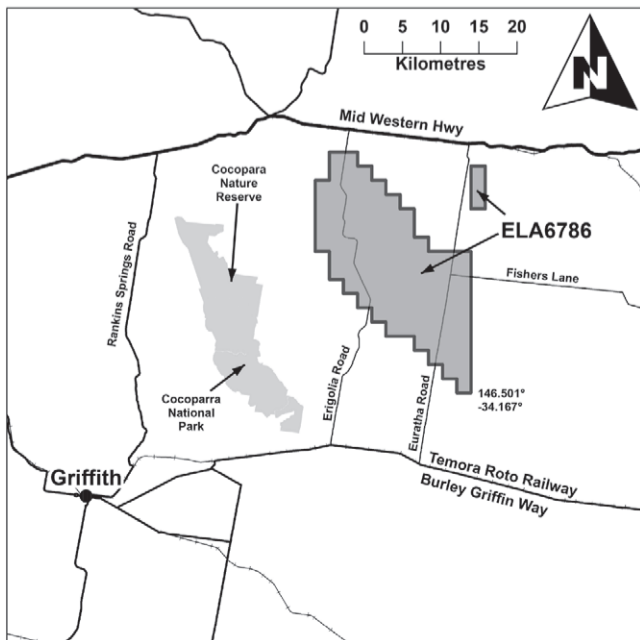 0 5 10 15 20
Kilometres
N
Mid Western Hwy
Cocopara
Nature
Reserve
ELA6786
Rankins Springs Road
Fishers Lane
Erigolia Road
Euratha Road
146.501°
-34.167°
Cocoparra
National
Park
Griffith
Temora Roto Railway
Burley Griffin Way